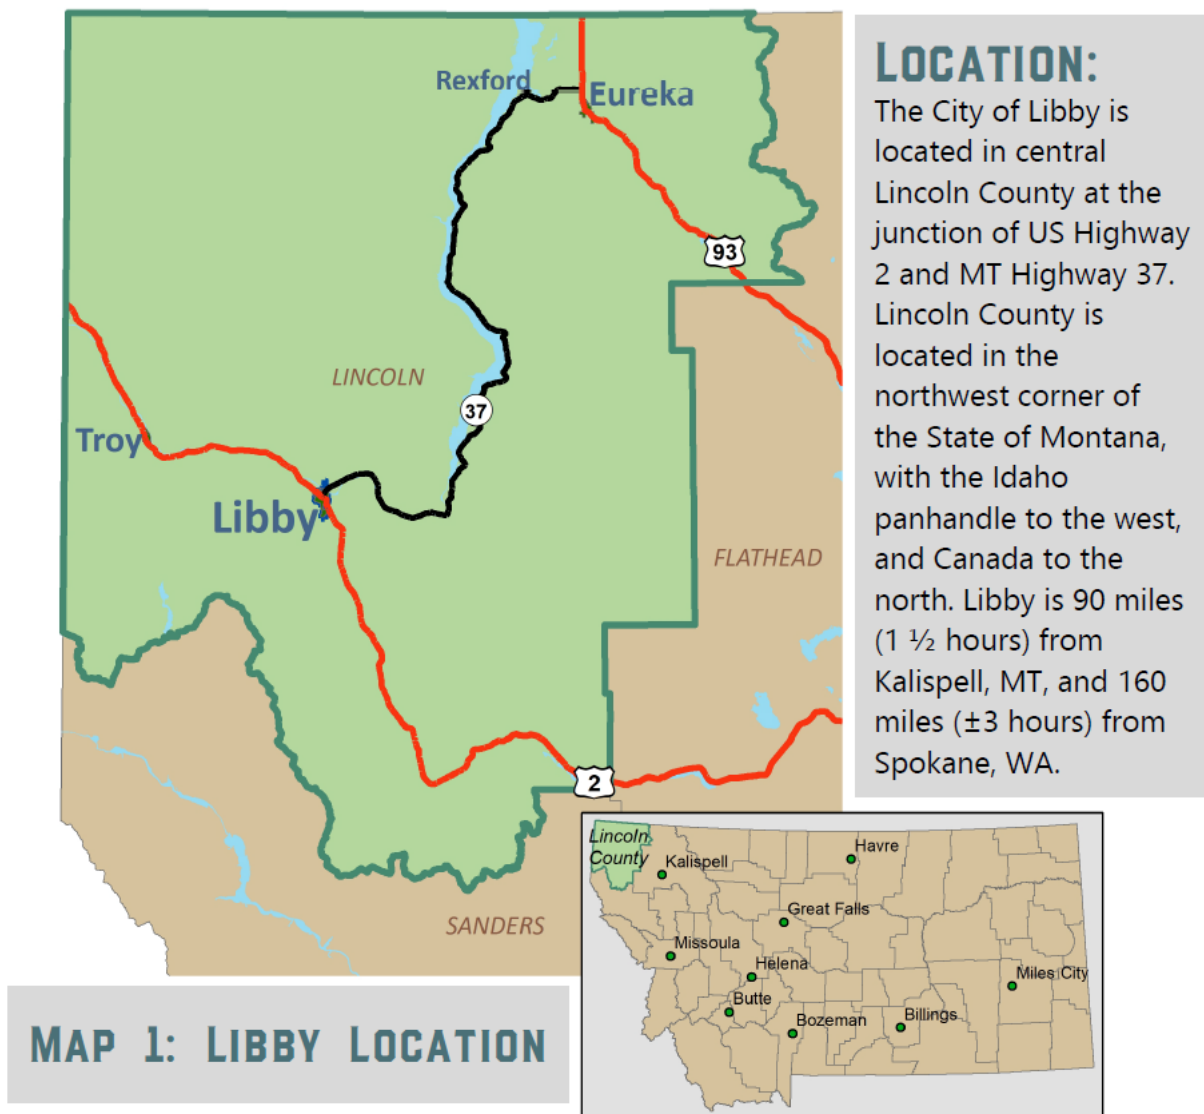 Rexford
Eureka
93
LINCOLN
37
Troy
Libby
FLATHEAD
2
SANDERS
LOCATION:
The City of Libby is
located in central
Lincoln County at the
junction of US Highway
2 and MT Highway 37.
Lincoln County is
located in the
northwest corner of
the State of Montana,
with the Idaho
panhandle to the west,
and Canada to the
north. Libby is 90 miles
(1 ½ hours) from
Kalispell, MT, and 160
miles (±3 hours) from
Spokane, WA.
Lincoln
County
Kalispell
Havre
Great Falls
Missoula
Helena
Miles City
Butte
Bozeman
Billings
MAP 1: LIBBY LOCATION